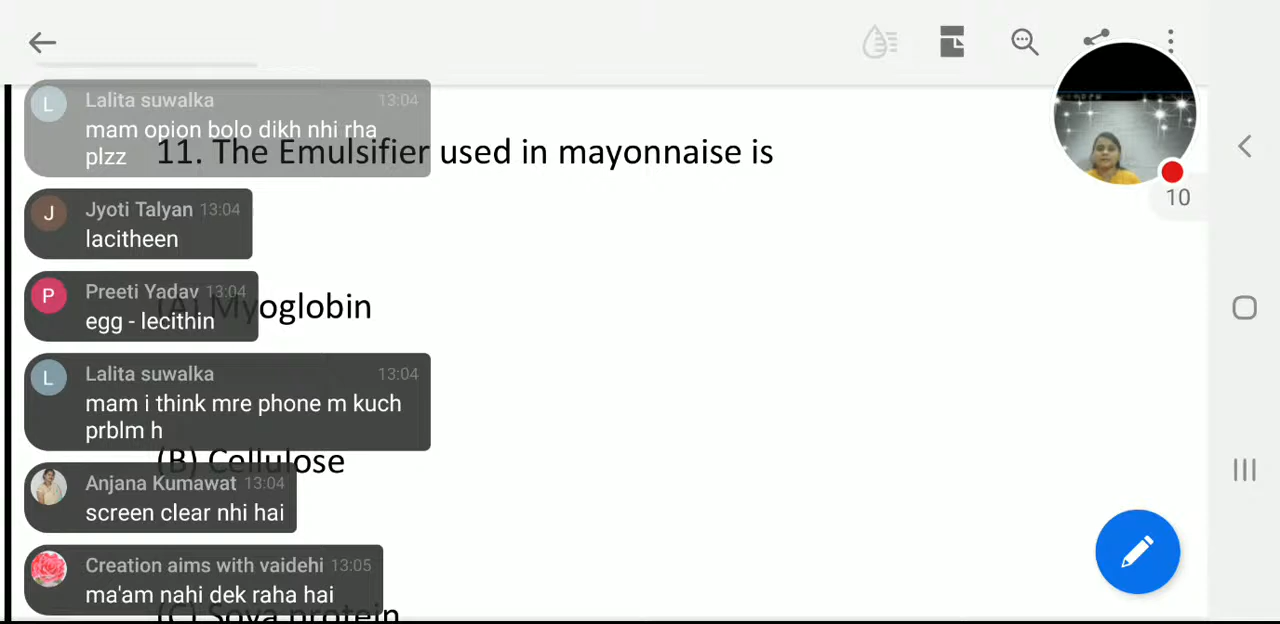 Lalita suwalka 13:04
mam opion bolo dikh nhi rha
plzz
11. The Emulsifier used in mayonnaise is
10
Jyoti Talyan 13:04
lacitheen
Preeti Yadav 13:04
egg - lecithin
(A) Myoglobin
Lalita suwalka 13:04
mam i think mre phone m kuch
prblm h
(B) Cellulose
Anjana Kumawat 13:04
screen clear nhi hai
Creation aims with vaidehi 13:05
ma'am nahi dek raha hai
(C) Soya protein